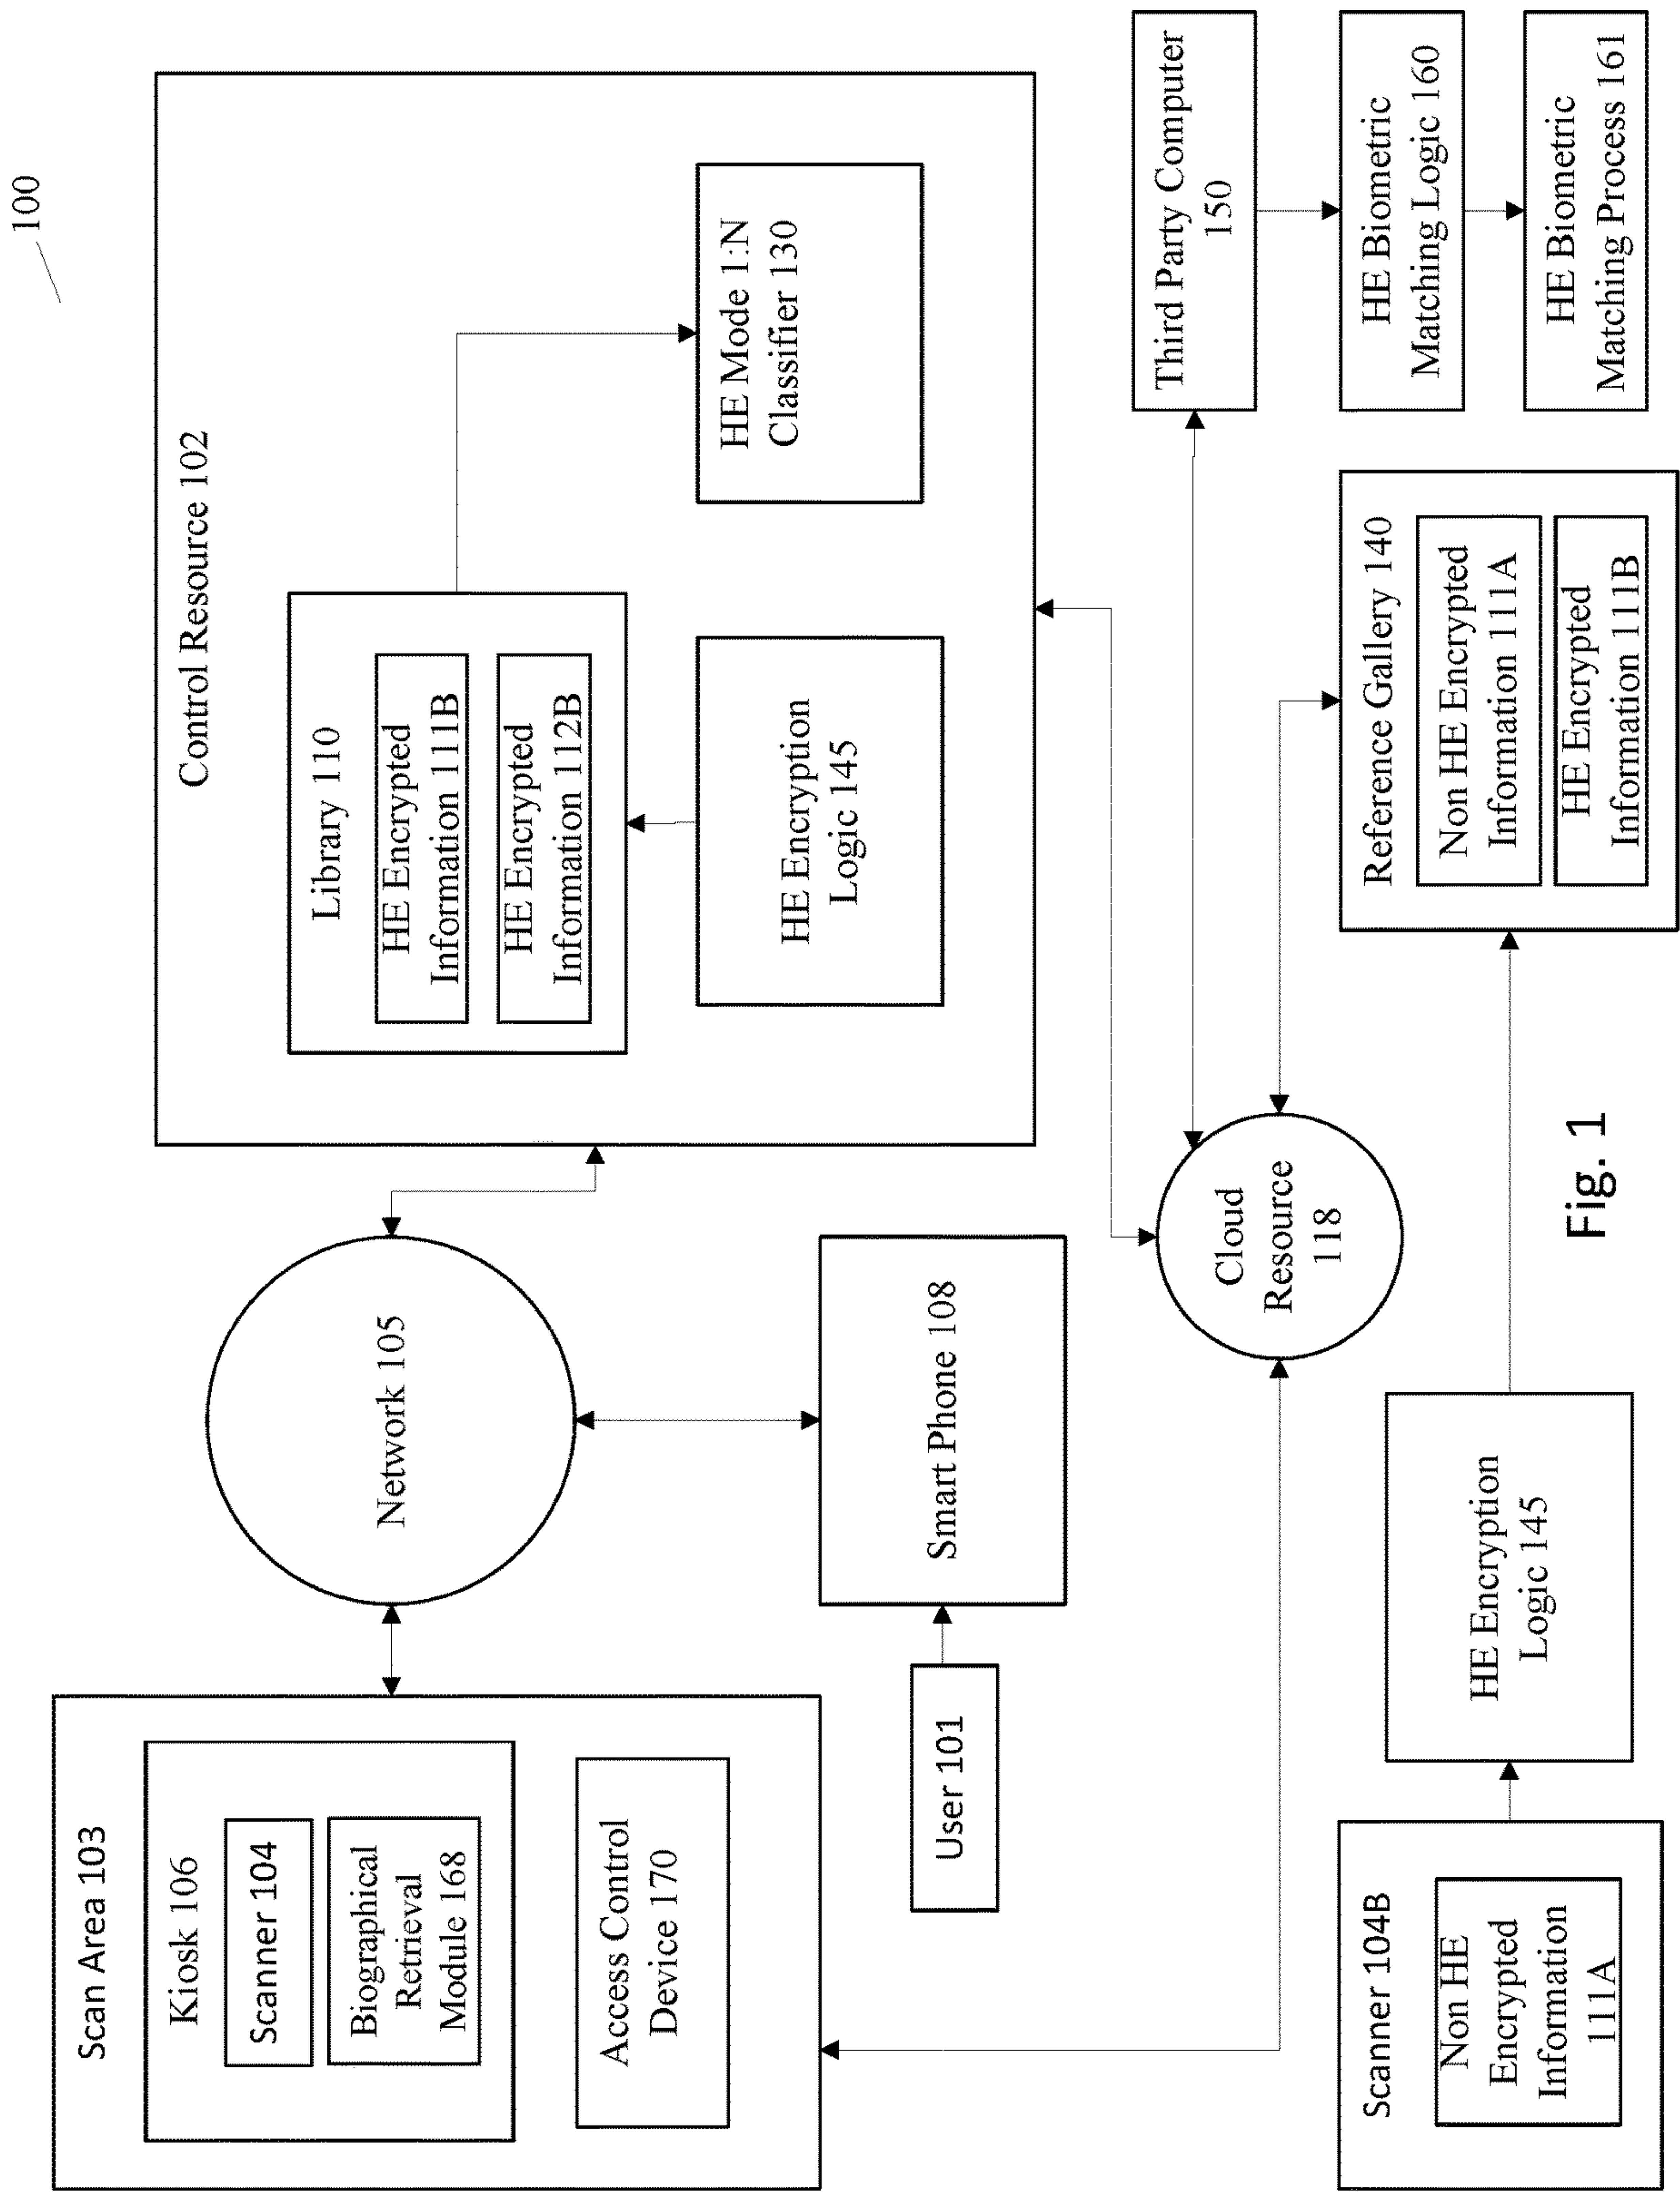 100
Scan Area 103
Kiosk 106
Scanner 104
Biographical
Retrieval
Module 168
Access Control
Device 170
Network 105
User 101
Smart Phone 108
Control Resource 102
Library 110
HE Encrypted
Information 111B
HE Encrypted
Information 112B
HE Encryption
Logic 145
HE Mode 1:N
Classifier 130
Cloud
Resource
118
Third Party Computer
150
HE Biometric
Matching Logic 160
HE Biometric
Matching Process 161
Scanner 104B
Non HE
Encrypted
Information
111A
HE Encryption
Logic 145
Reference Gallery 140
Non HE Encrypted
Information 111A
HE Encrypted
Information 111B
Fig. 1